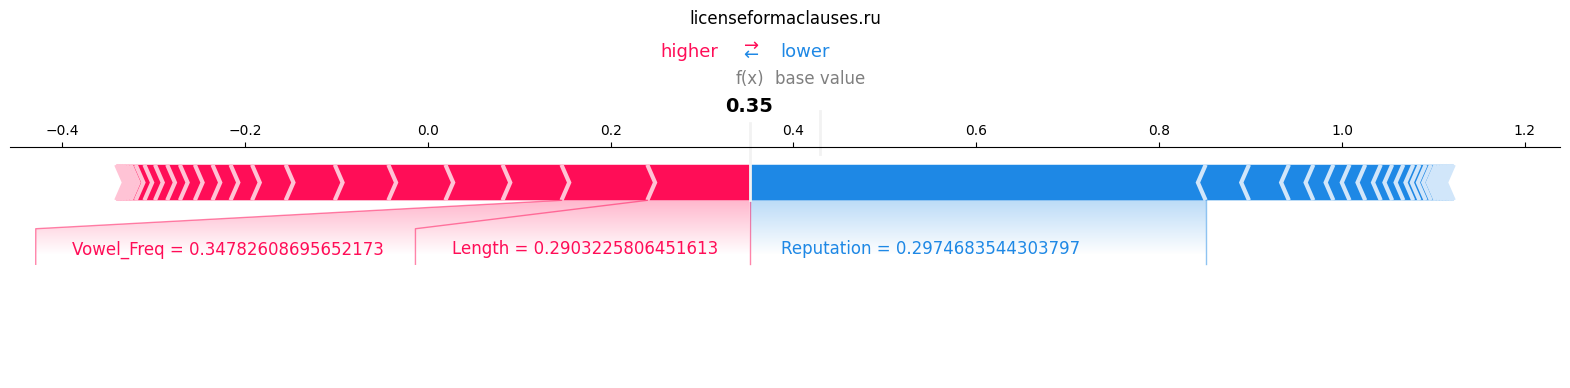 licenseformaclauses.ru
higher → ← lower
f(x) base value
0.35
−0.4 −0.2 0.0 0.2 0.4 0.6 0.8 1.0 1.2
Vowel_Freq = 0.34782608695652173 Length = 0.2903225806451613 Reputation = 0.2974683544303797